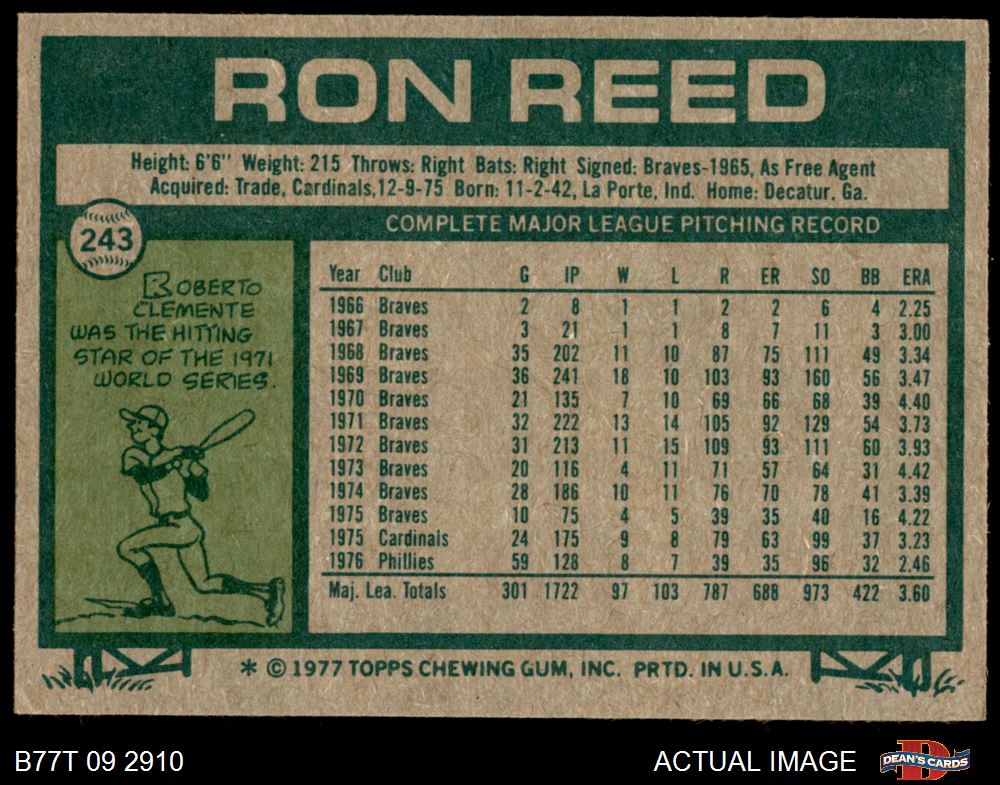 RON REED
Height: 6'6" Weight: 215 Throws: Right Bats: Right Signed: Braves-1965, As Free Agent
Acquired: Trade, Cardinals,12-9-75 Born: 11-2-42, La Porte, Ind. Home: Decatur, Ga.
243
ROBERTO
CLEMENTE
WAS THE HITTING
STAR OF THE 1971
WORLD SERIES.
COMPLETE MAJOR LEAGUE PITCHING RECORD
Year Club G IP W L R ER SO BB ERA
1966 Braves 2 8 1 1 2 2 6 4 2.25
1967 Braves 3 21 1 1 8 7 11 3 3.00
1968 Braves 35 202 11 10 87 75 111 49 3.34
1969 Braves 36 241 18 10 103 93 160 56 3.47
1970 Braves 21 135 7 10 69 66 68 39 4.40
1971 Braves 32 222 13 14 105 92 129 54 3.73
1972 Braves 31 213 11 15 109 93 111 60 3.93
1973 Braves 20 116 4 11 71 57 64 31 4.42
1974 Braves 28 186 10 11 76 70 78 41 3.39
1975 Braves 10 75 4 5 39 35 40 16 4.22
1975 Cardinals 24 175 9 8 79 63 99 37 3.23
1976 Phillies 59 128 8 7 39 35 96 32 2.46
Maj. Lea. Totals 301 1722 97 103 787 688 973 422 3.60
* © 1977 TOPPS CHEWING GUM, INC. PRTD. IN U.S.A.
B77T 09 2910
ACTUAL IMAGE
D
DEAN'S CARDS